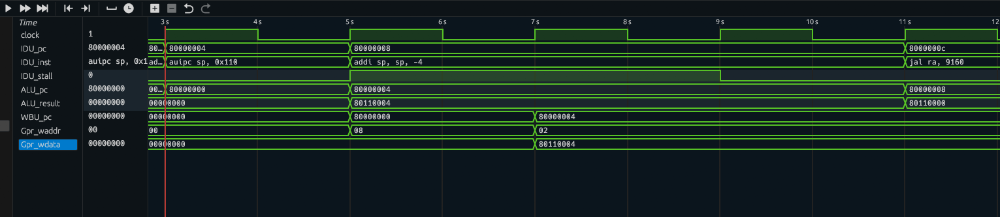 Time 3s 4s 5s 6s 7s 8s 9s 10s 11s 12
clock 1
IDU_pc 80000004 80… 80000004 80000008 8000000c
IDU_inst auipc sp, 0x1 ad… auipc sp, 0x110 addi sp, sp, -4 jal ra, 9160
IDU_stall 0
ALU_pc 80000000 00… 80000000 80000004 80000008
ALU_result 00000000 00000000 80110004 80110000
WBU_pc 00000000 00000000 80000000 80000004
Gpr_waddr 00 00 08 02
Gpr_wdata 00000000 00000000 80110004